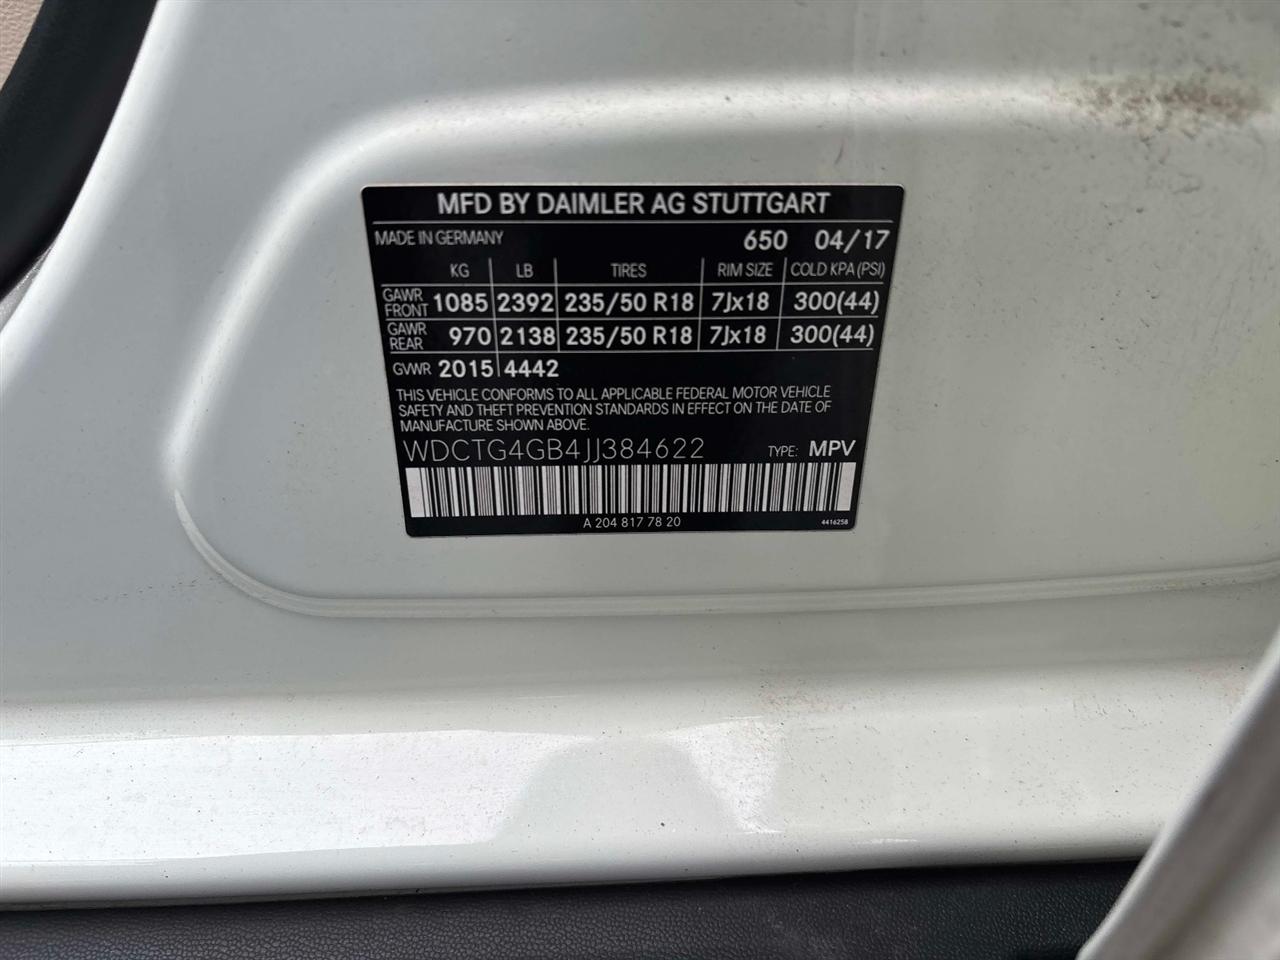 MFD BY DAIMLER AG STUTTGART
MADE IN GERMANY 650 04/17
KG LB TIRES RIM SIZE COLD KPA (PSI)
GAWR FRONT 1085 2392 235/50 R18 7Jx18 300(44)
GAWR REAR 970 2138 235/50 R18 7Jx18 300(44)
GVWR 2015 4442
THIS VEHICLE CONFORMS TO ALL APPLICABLE FEDERAL MOTOR VEHICLE
SAFETY AND THEFT PREVENTION STANDARDS IN EFFECT ON THE DATE OF
MANUFACTURE SHOWN ABOVE.
WDCTG4GB4JJ384622 TYPE: MPV
A 204 817 78 20 4416258